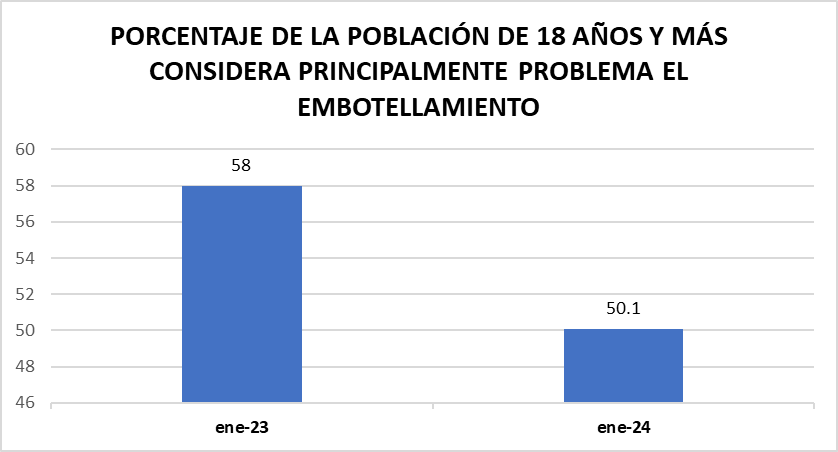 PORCENTAJE DE LA POBLACIÓN DE 18 AÑOS Y MÁS
CONSIDERA PRINCIPALMENTE PROBLEMA EL
EMBOTELLAMIENTO
60
58
56
54
52
50
48
46
58
50.1
ene-23
ene-24